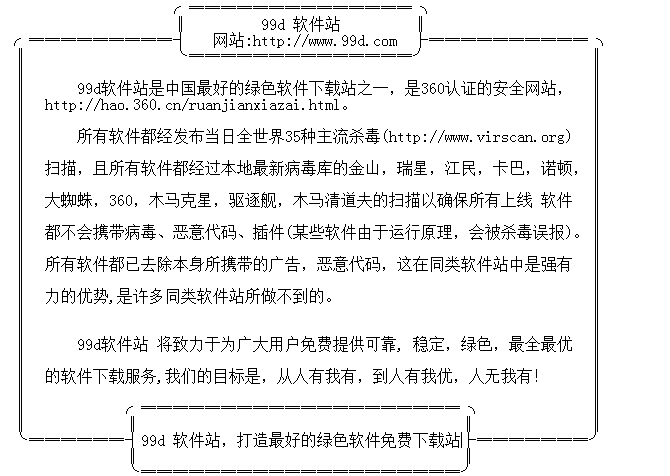 99d 软件站
网站:http://www.99d.com
99d软件站是中国最好的绿色软件下载站之一，是360认证的安全网站，
http://hao.360.cn/ruanjianxiazai.html。
所有软件都经发布当日全世界35种主流杀毒(http://www.virscan.org)
扫描，且所有软件都经过本地最新病毒库的金山，瑞星，江民，卡巴，诺顿，
大蜘蛛，360，木马克星，驱逐舰，木马清道夫的扫描以确保所有上线 软件
都不会携带病毒、恶意代码、插件(某些软件由于运行原理，会被杀毒误报)。
所有软件都已去除本身所携带的广告，恶意代码，这在同类软件站中是强有
力的优势,是许多同类软件站所做不到的。
99d软件站 将致力于为广大用户免费提供可靠, 稳定，绿色，最全最优
的软件下载服务,我们的目标是，从人有我有，到人有我优，人无我有!
99d 软件站，打造最好的绿色软件免费下载站